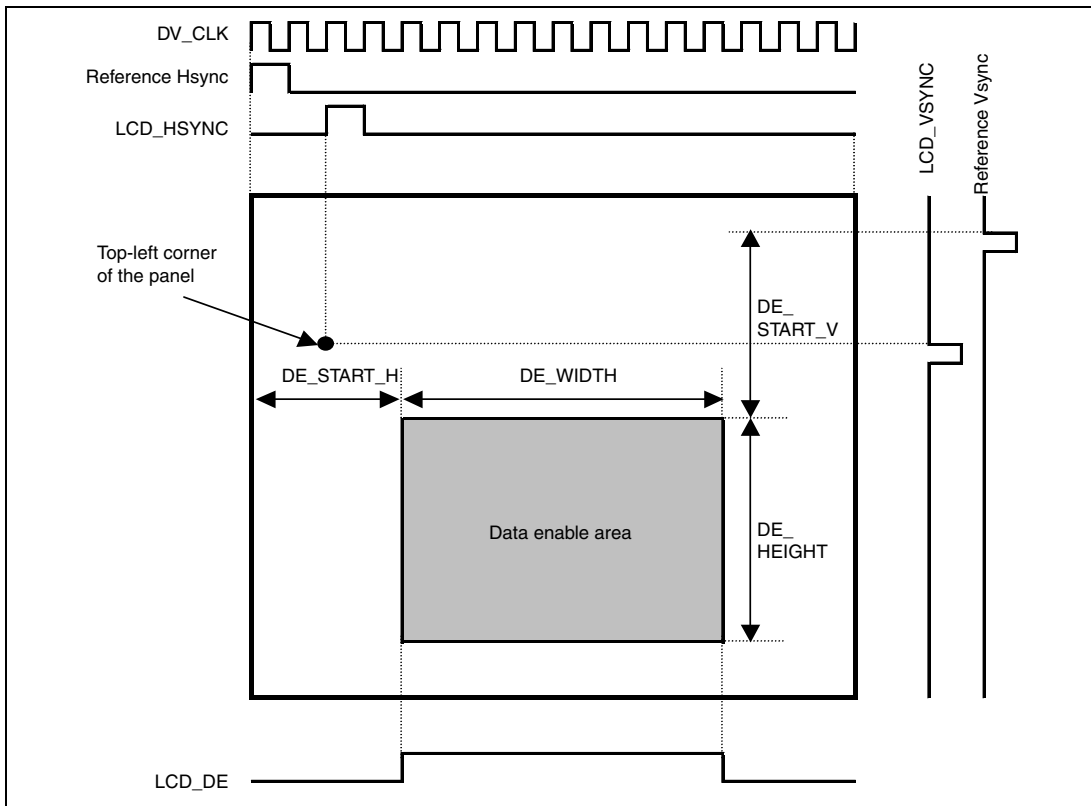 DV_CLK
Reference Hsync
LCD_HSYNC
LCD_VSYNC
Reference Vsync
Top-left corner
of the panel
DE_
START_V
DE_START_H
DE_WIDTH
Data enable area
DE_
HEIGHT
LCD_DE